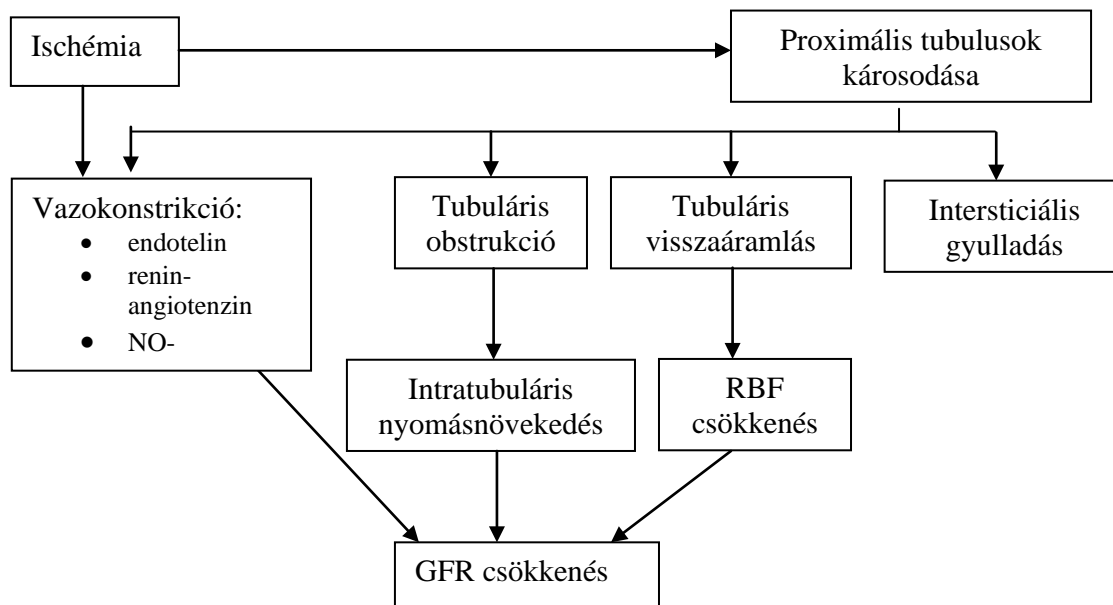 Ischémia
Proximális tubulusok
károsodása
Vazokonstrikció:
• endotelin
• renin-
angiotenzin
• NO-
Tubuláris
obstrukció
Tubuláris
visszaáramlás
Intersticiális
gyulladás
Intratubuláris
nyomásnövekedés
RBF
csökkenés
GFR csökkenés